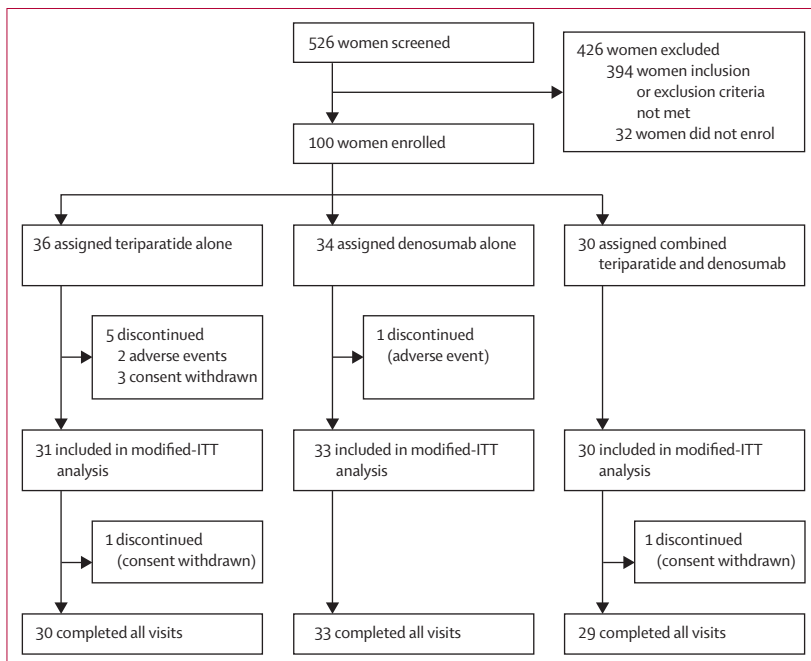 526 women screened
426 women excluded
394 women inclusion
or exclusion criteria
not met
32 women did not enrol
100 women enrolled
36 assigned teriparatide alone
34 assigned denosumab alone
30 assigned combined
teriparatide and denosumab
5 discontinued
2 adverse events
3 consent withdrawn
1 discontinued
(adverse event)
31 included in modified-ITT
analysis
33 included in modified-ITT
analysis
30 included in modified-ITT
analysis
1 discontinued
(consent withdrawn)
1 discontinued
(consent withdrawn)
30 completed all visits
33 completed all visits
29 completed all visits